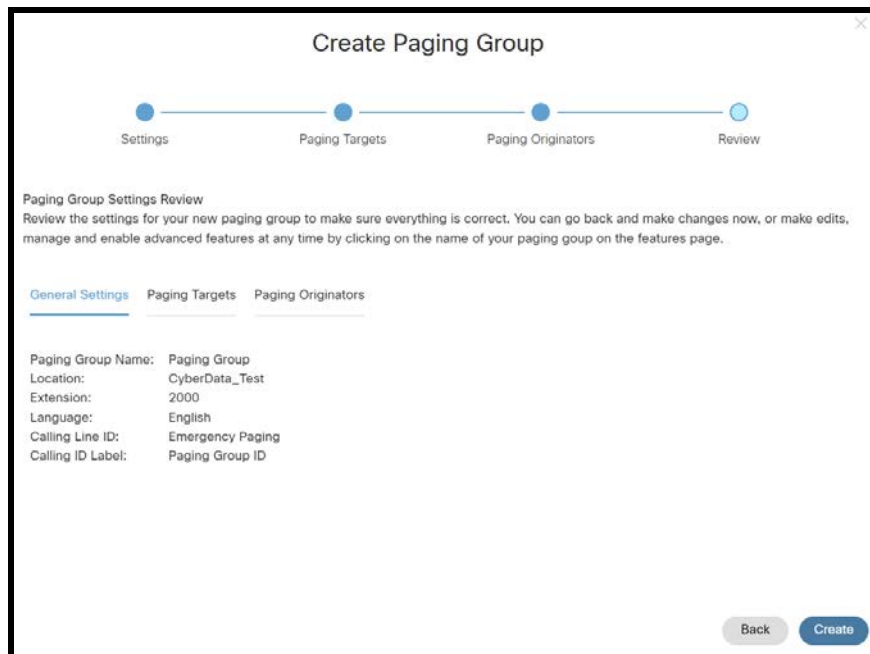 Create Paging Group
Settings
Paging Targets
Paging Originators
Review
Paging Group Settings Review
Review the settings for your new paging group to make sure everything is correct. You can go back and make changes now, or make edits,
manage and enable advanced features at any time by clicking on the name of your paging goup on the features page.
General Settings Paging Targets Paging Originators
Paging Group Name: Paging Group
Location: CyberData_Test
Extension: 2000
Language: English
Calling Line ID: Emergency Paging
Calling ID Label: Paging Group ID
Back Create